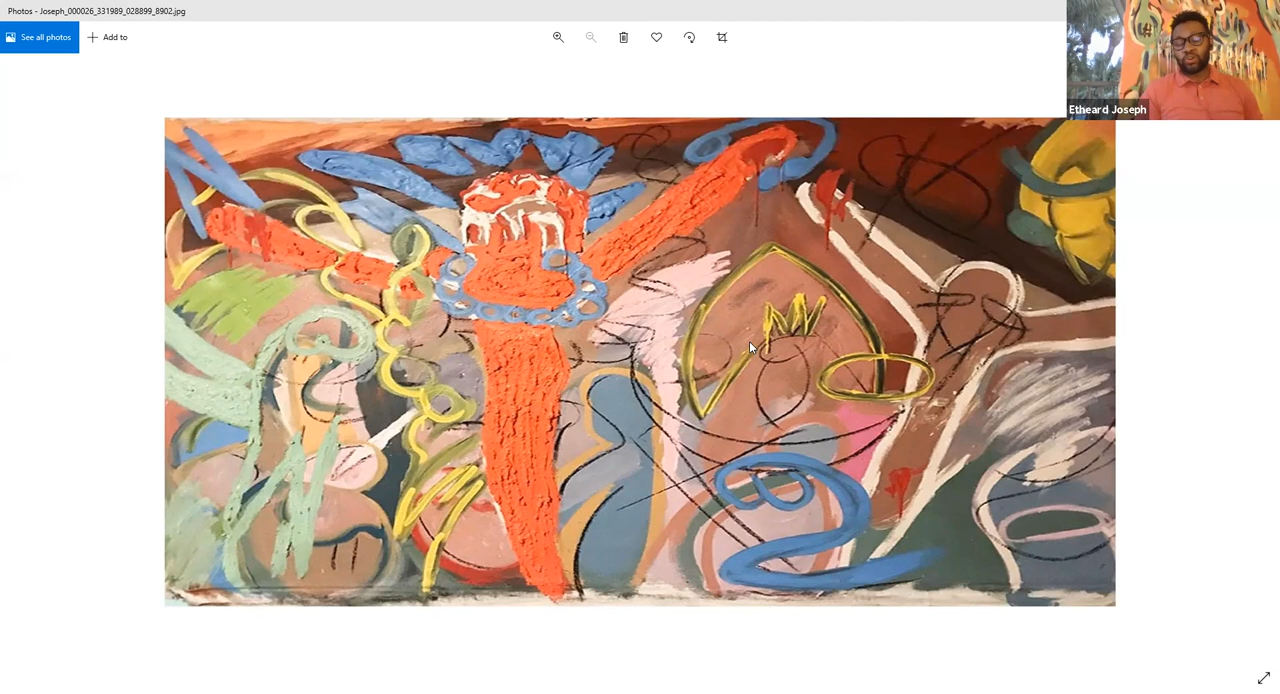 Photos - Joseph_000026_331989_028899_8902.jpg
See all photos
Add to
Etheard Joseph